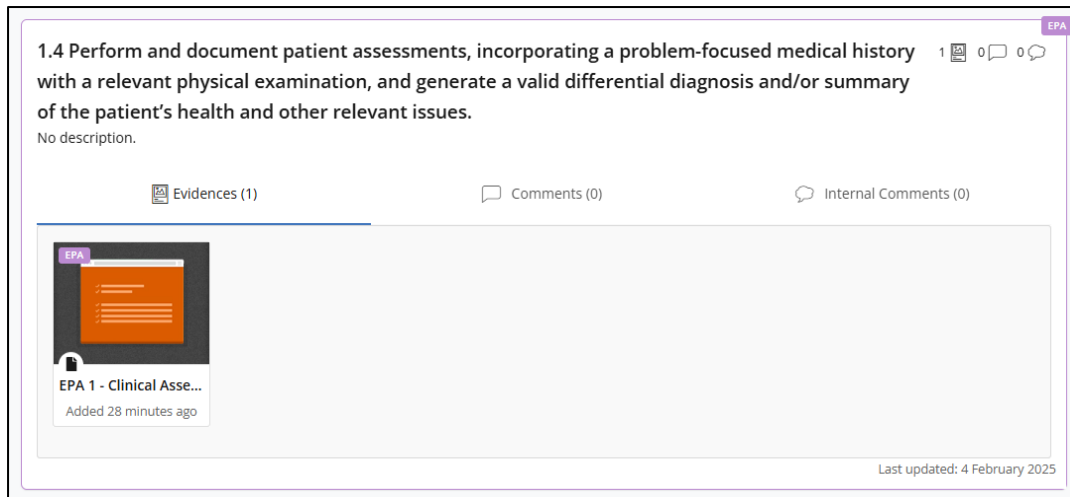 EPA
1.4 Perform and document patient assessments, incorporating a problem-focused medical history
1 0 0
with a relevant physical examination, and generate a valid differential diagnosis and/or summary
of the patient’s health and other relevant issues.
No description.
Evidences (1)
Comments (0)
Internal Comments (0)
EPA
EPA 1 - Clinical Asse...
Added 28 minutes ago
Last updated: 4 February 2025